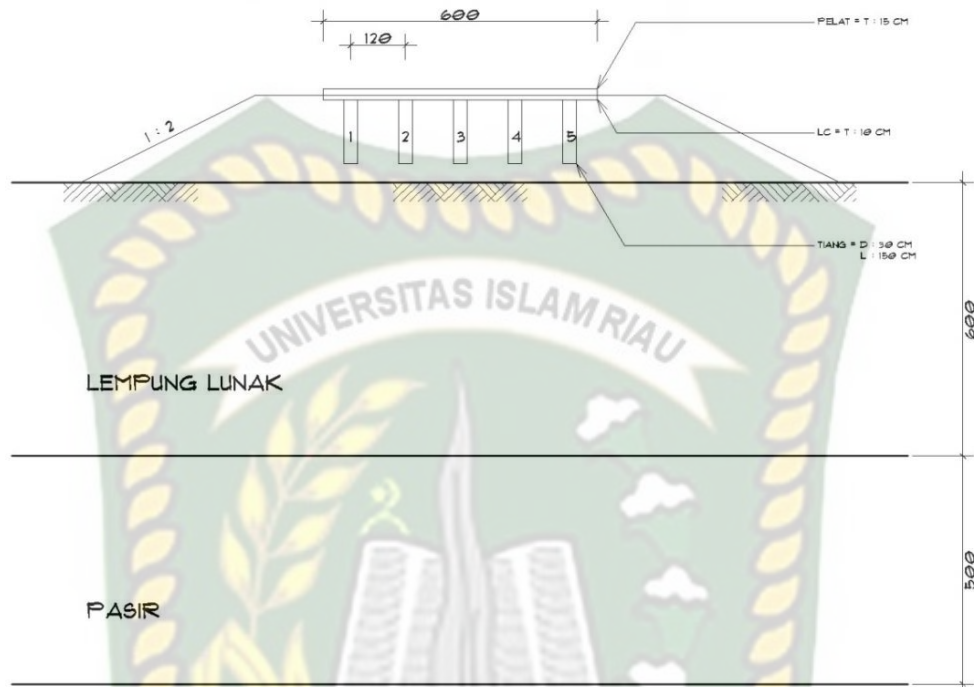 600
PELAT = T : 15 CM
120
LC = T : 10 CM
1 : 2
1 2 3 4 5
TIANG = D : 30 CM
L : 150 CM
UNIVERSITAS ISLAM RIAU
600
LEMPUNG LUNAK
500
PASIR